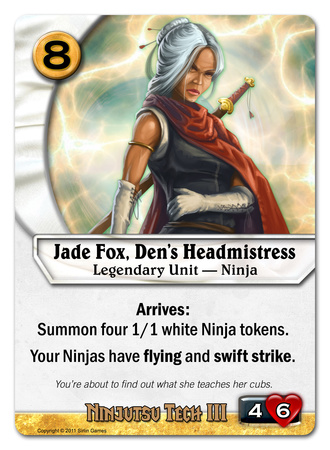 8
Jade Fox, Den's Headmistress
Legendary Unit — Ninja
Arrives:
Summon four 1/1 white Ninja tokens.
Your Ninjas have flying and swift strike.
You're about to find out what she teaches her cubs.
Ninjutsu Tech III
4 6
Copyright © 2011 Sirlin Games